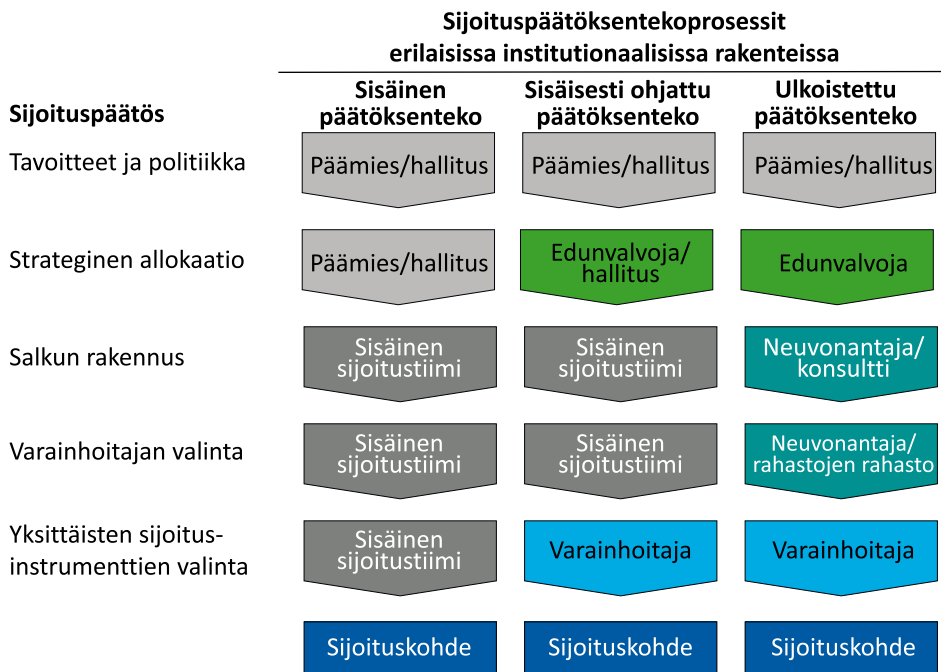 Sijoituspäätöksentekoprosessit
erilaisissa institutionaalisissa rakenteissa
Sijoituspäätös
Sisäinen
päätöksenteko
Sisäisesti ohjattu
päätöksenteko
Ulkoistettu
päätöksenteko
Tavoitteet ja politiikka
Päämies/hallitus
Päämies/hallitus
Päämies/hallitus
Strateginen allokaatio
Päämies/hallitus
Edunvalvoja/
hallitus
Edunvalvoja
Salkun rakennus
Sisäinen
sijoitustiimi
Sisäinen
sijoitustiimi
Neuvonantaja/
konsultti
Varainhoitajan valinta
Sisäinen
sijoitustiimi
Sisäinen
sijoitustiimi
Neuvonantaja/
rahastojen rahasto
Yksittäisten sijoitus-
instrumenttien valinta
Sisäinen
sijoitustiimi
Varainhoitaja
Varainhoitaja
Sijoituskohde
Sijoituskohde
Sijoituskohde